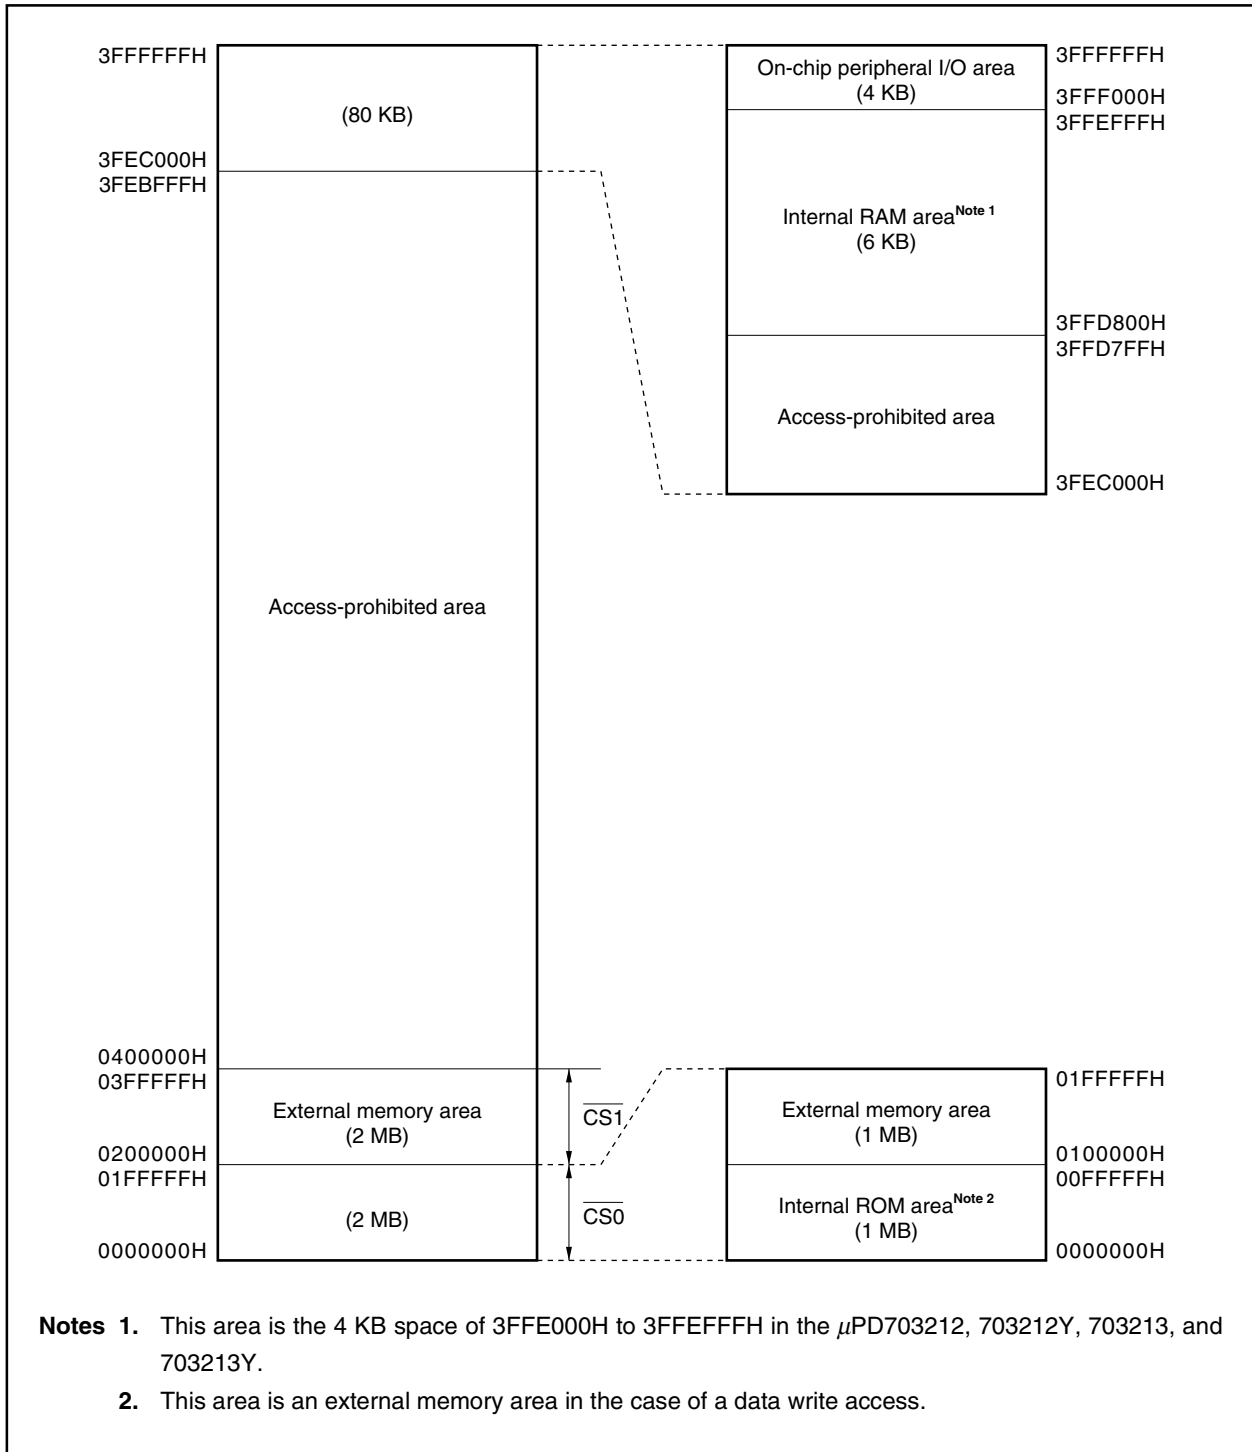 3FFFFFFH
(80 KB)
3FEC000H
3FEBFFFH
Access-prohibited area
0400000H
03FFFFFH
External memory area
(2 MB)
0200000H
01FFFFFH
(2 MB)
0000000H
CS1
CS0
On-chip peripheral I/O area
(4 KB)
3FFFFFFH
3FFF000H
3FFEFFFH
Internal RAM area Note 1
(6 KB)
3FFD800H
3FFD7FFH
Access-prohibited area
3FEC000H
01FFFFFH
External memory area
(1 MB)
0100000H
00FFFFFH
Internal ROM area Note 2
(1 MB)
0000000H
Notes 1. This area is the 4 KB space of 3FFE000H to 3FFEFFFH in the μPD703212, 703212Y, 703213, and
703213Y.
2. This area is an external memory area in the case of a data write access.